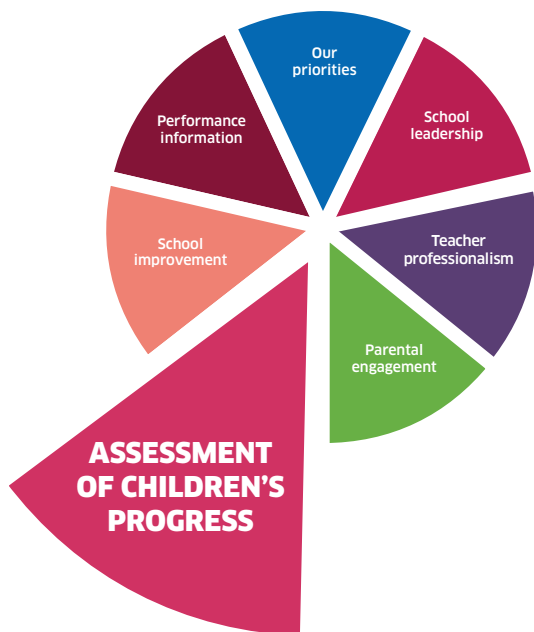 Our
priorities
School
leadership
Teacher
professionalism
Parental
engagement
ASSESSMENT
OF CHILDREN'S
PROGRESS
School
improvement
Performance
information